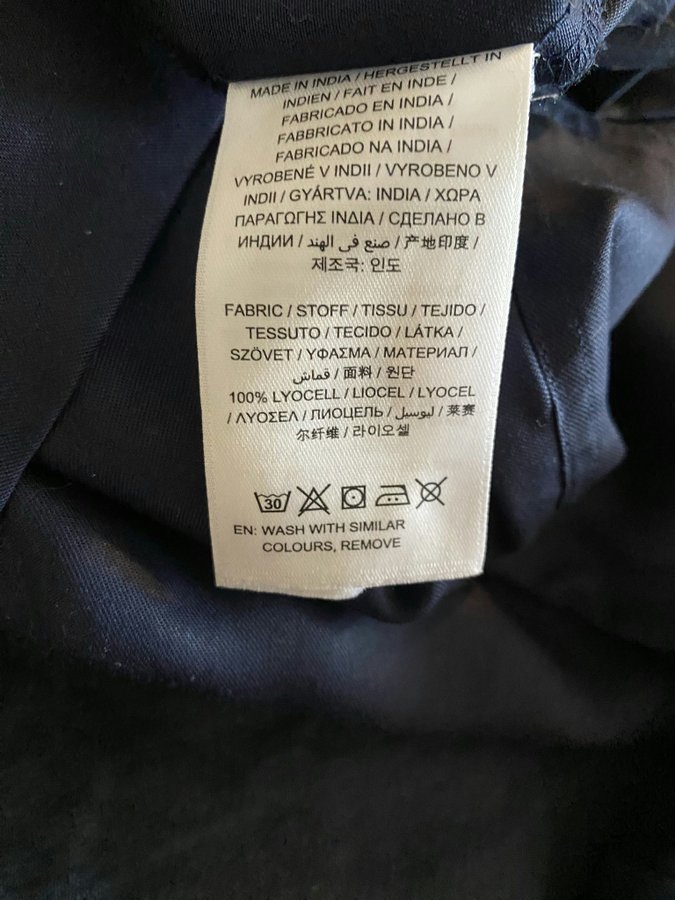 MADE IN INDIA / HERGESTELLT IN
INDIEN / FAIT EN INDE /
FABRICADO EN INDIA /
FABBRICATO IN INDIA /
FABRICADO NA INDIA /
VYROBENÉ V INDII / VYROBENO V
INDII / GYÁRTVA: INDIA / ΧΩΡΑ
ΠΑΡΑΓΩΓΗΣ ΙΝΔΙΑ / СДЕЛАНО В
ИНДИИ / صنع في الهند / 产地印度 /
제조국: 인도
FABRIC / STOFF / TISSU / TEJIDO /
TESSUTO / TECIDO / LÁTKA /
SZÖVET / ΥΦΑΣΜΑ / МАТЕРИАЛ /
قماش / 面料 / 원단
100% LYOCELL / LIOCEL / LYOCEL
/ ΛΥΟΣΕΛ / ЛИОЦЕЛЬ / ليوسيل / 莱赛
尔纤维 / 라이오셀
30
EN: WASH WITH SIMILAR
COLOURS, REMOVE